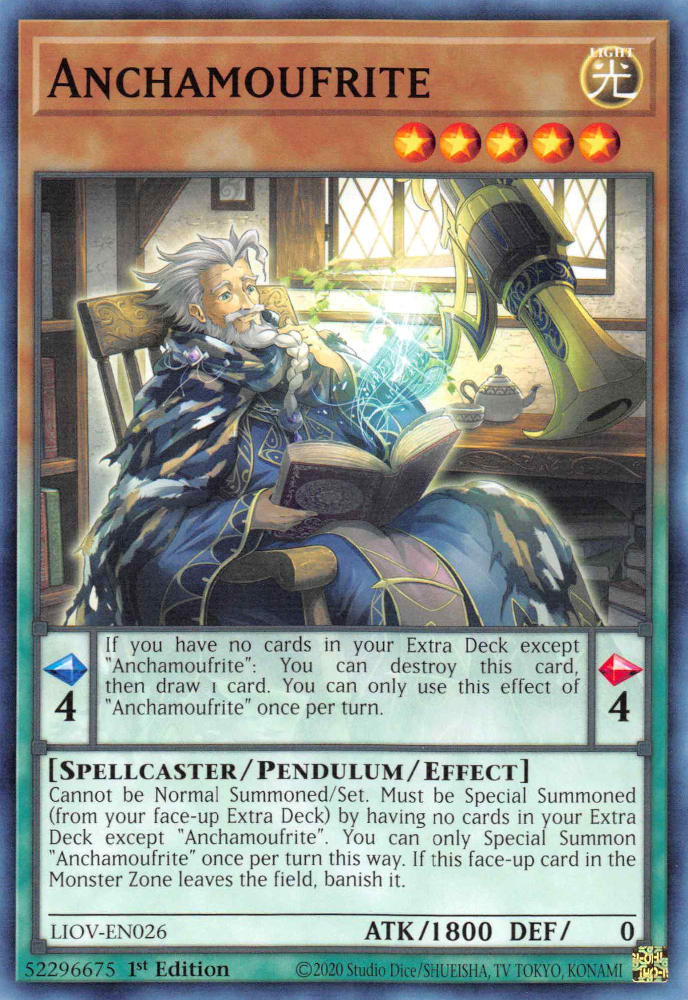 ANCHAMOUFRITE
LIGHT
光
If you have no cards in your Extra Deck except
"Anchamoufrite": You can destroy this card,
then draw 1 card. You can only use this effect of
"Anchamoufrite" once per turn.
4
4
[SPELLCASTER/PENDULUM/EFFECT]
Cannot be Normal Summoned/Set. Must be Special Summoned
(from your face-up Extra Deck) by having no cards in your Extra
Deck except "Anchamoufrite". You can only Special Summon
"Anchamoufrite" once per turn this way. If this face-up card in the
Monster Zone leaves the field, banish it.
LIOV-EN026 ATK/1800 DEF/ 0
52296675 1st Edition ©2020 Studio Dice/SHUEISHA, TV TOKYO, KONAMI